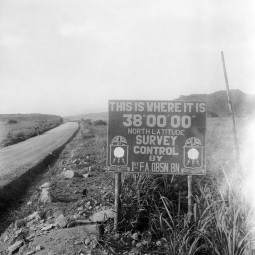 THIS IS WHERE IT IS
38°00'00"
NORTH LATITUDE
SURVEY
CONTROL
BY
1ST F.A. OBSN BN